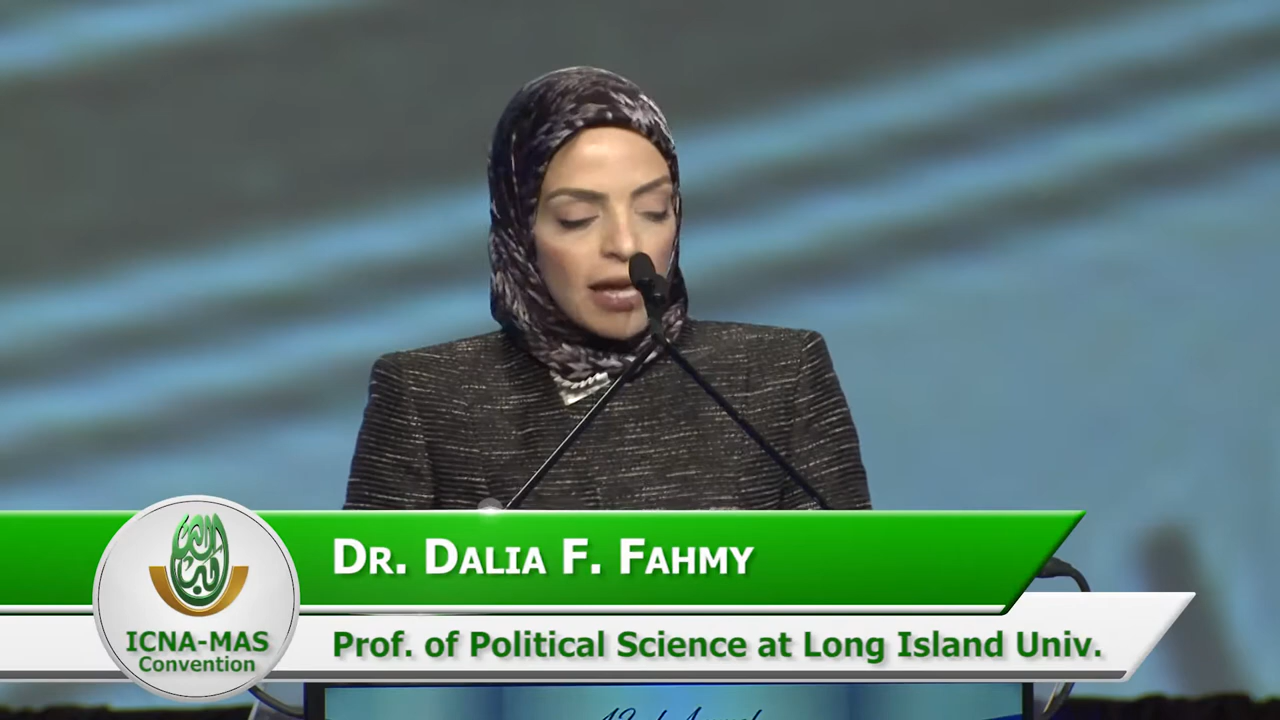 DR. DALIA F. FAHMY
ICNA-MAS
Convention
Prof. of Political Science at Long Island Univ.